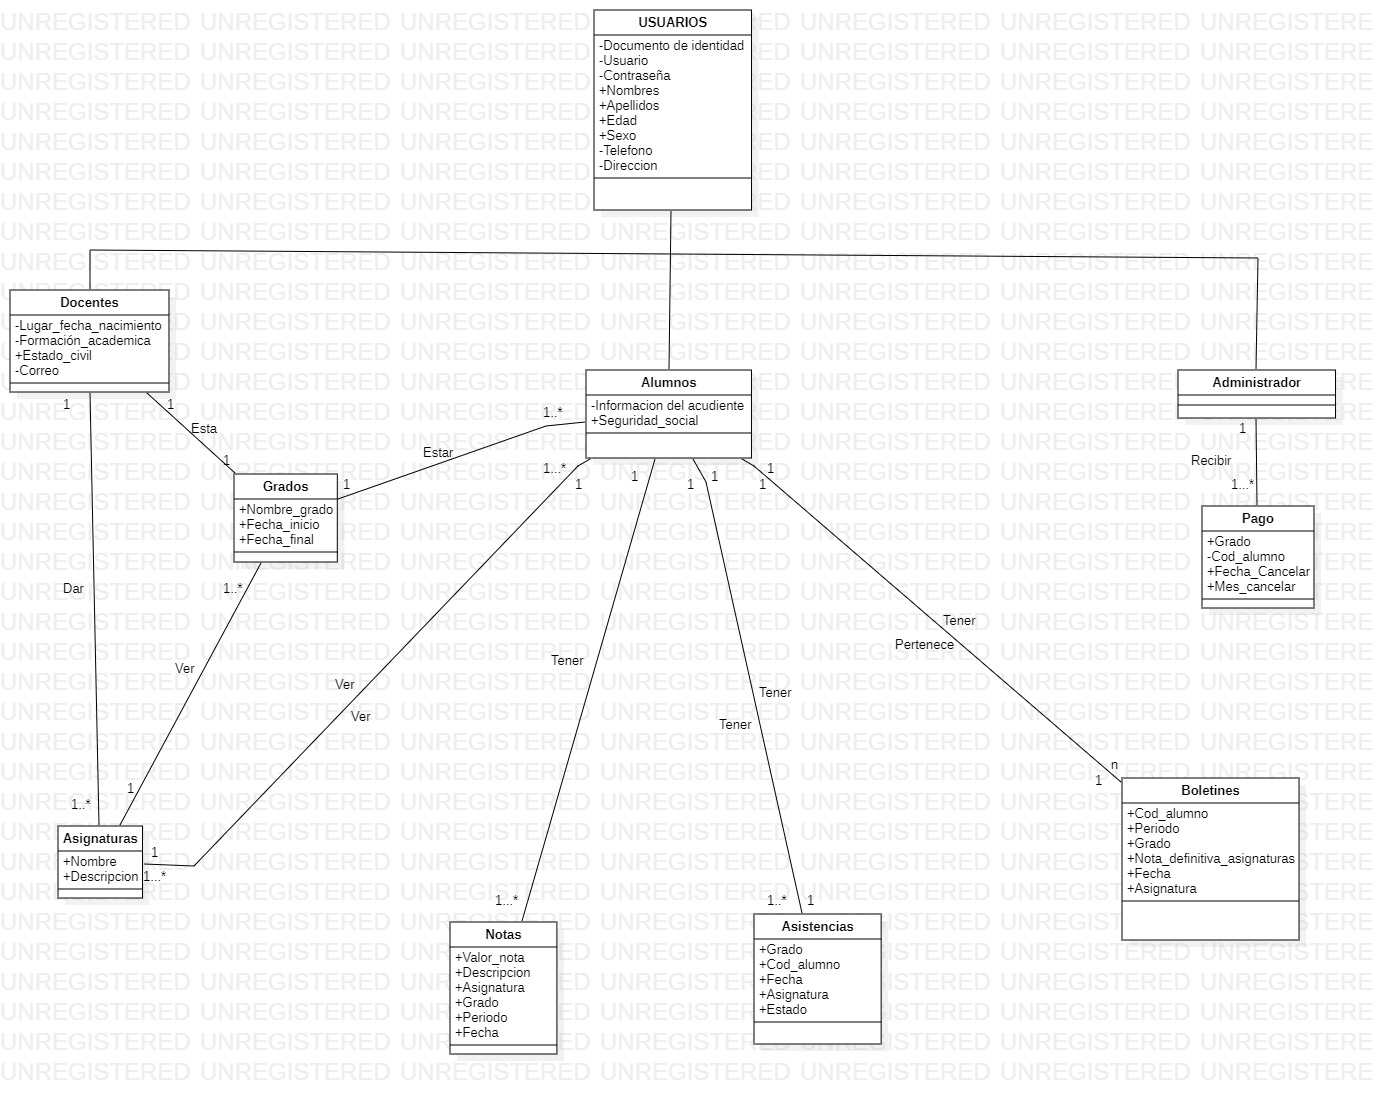 USUARIOS
-Documento de identidad
-Usuario
-Contraseña
+Nombres
+Apellidos
+Edad
+Sexo
-Telefono
-Direccion
Docentes
-Lugar_fecha_nacimiento
-Formación_academica
+Estado_civil
-Correo
Alumnos
-Informacion del acudiente
+Seguridad_social
Administrador
1
1
Esta
1
1..*
Estar
1
1
Recibir
1...*
Grados
+Nombre_grado
+Fecha_inicio
+Fecha_final
1...*
1
1
1
1
1
1
Pago
+Grado
-Cod_alumno
+Fecha_Cancelar
+Mes_cancelar
Dar
1..*
Ver
1
1..*
Ver
Ver
Tener
Tener
Tener
Tener
Pertenece
n
1
Asignaturas
+Nombre
+Descripcion
1
1...*
Boletines
+Cod_alumno
+Periodo
+Grado
+Nota_definitiva_asignaturas
+Fecha
+Asignatura
1...*
Notas
+Valor_nota
+Descripcion
+Asignatura
+Grado
+Periodo
+Fecha
1..*
1
Asistencias
+Grado
+Cod_alumno
+Fecha
+Asignatura
+Estado
UNREGISTERED